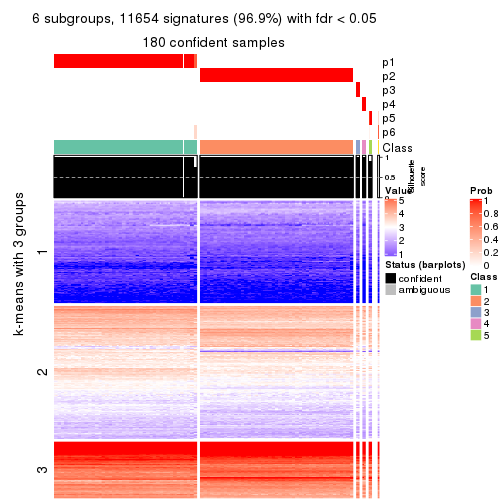 6 subgroups, 11654 signatures (96.9%) with fdr < 0.05
180 confident samples
p1
p2
p3
p4
p5
p6
Class
1
0.5
0
Silhouette
score
k-means with 3 groups
1
2
3
Value
5
4
3
2
1
Status (barplots)
confident
ambiguous
Prob
1
0.8
0.6
0.4
0.2
0
Class
1
2
3
4
5